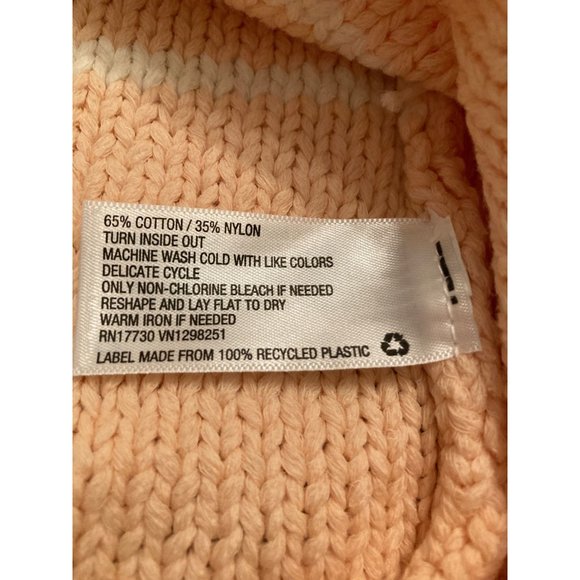 65% COTTON / 35% NYLON
TURN INSIDE OUT
MACHINE WASH COLD WITH LIKE COLORS
DELICATE CYCLE
ONLY NON-CHLORINE BLEACH IF NEEDED
RESHAPE AND LAY FLAT TO DRY
WARM IRON IF NEEDED
RN17730 VN1298251
LABEL MADE FROM 100% RECYCLED PLASTIC